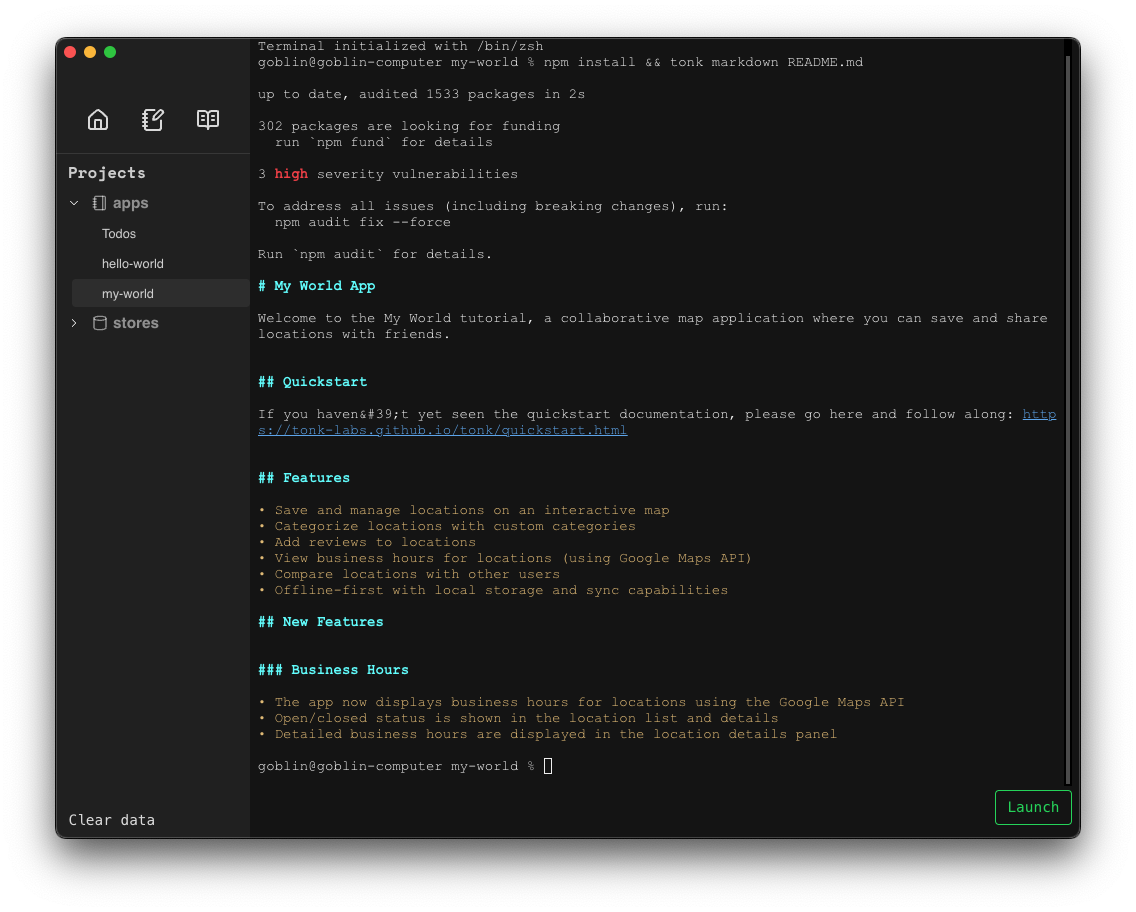 Projects
apps
Todos
hello-world
my-world
stores
Clear data
Terminal initialized with /bin/zsh
goblin@goblin-computer my-world % npm install && tonk markdown README.md
up to date, audited 1533 packages in 2s
302 packages are looking for funding
run `npm fund` for details
3 high severity vulnerabilities
To address all issues (including breaking changes), run:
npm audit fix --force
Run `npm audit` for details.
# My World App
Welcome to the My World tutorial, a collaborative map application where you can save and share
locations with friends.
## Quickstart
If you haven&#39;t yet seen the quickstart documentation, please go here and follow along: http
s://tonk-labs.github.io/tonk/quickstart.html
## Features
• Save and manage locations on an interactive map
• Categorize locations with custom categories
• Add reviews to locations
• View business hours for locations (using Google Maps API)
• Compare locations with other users
• Offline-first with local storage and sync capabilities
## New Features
### Business Hours
• The app now displays business hours for locations using the Google Maps API
• Open/closed status is shown in the location list and details
• Detailed business hours are displayed in the location details panel
goblin@goblin-computer my-world %
Launch